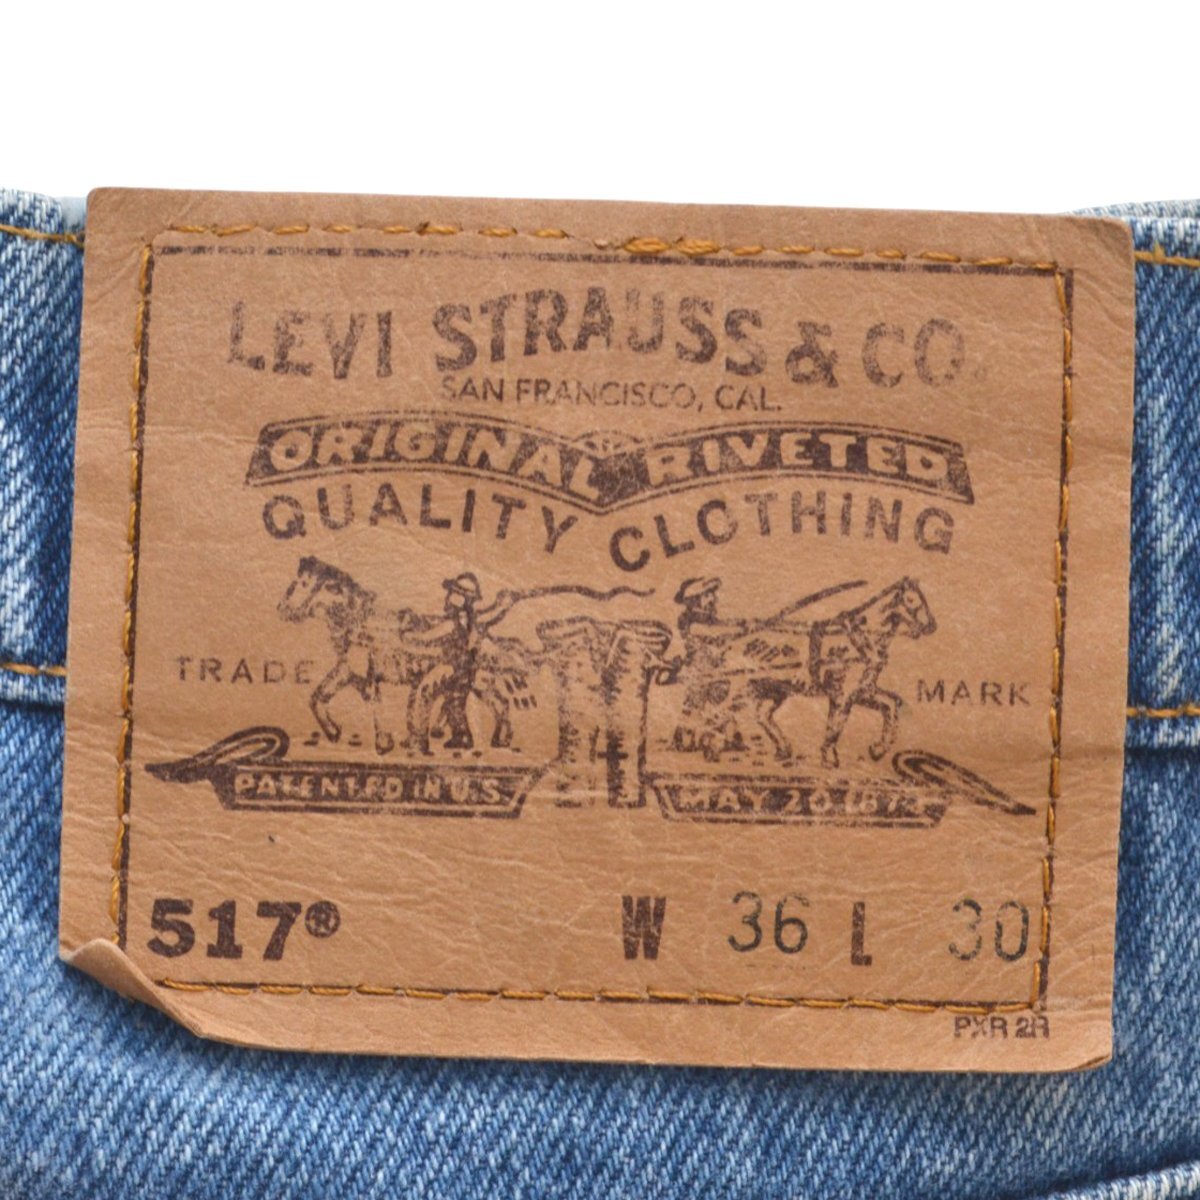 LEVI STRAUSS & CO.
SAN FRANCISCO, CAL.
ORIGINAL RIVETED
QUALITY CLOTHING
TRADE MARK
PATENTED IN U.S. MAY 20 1873
517® W 36 L 30
PXR 2R